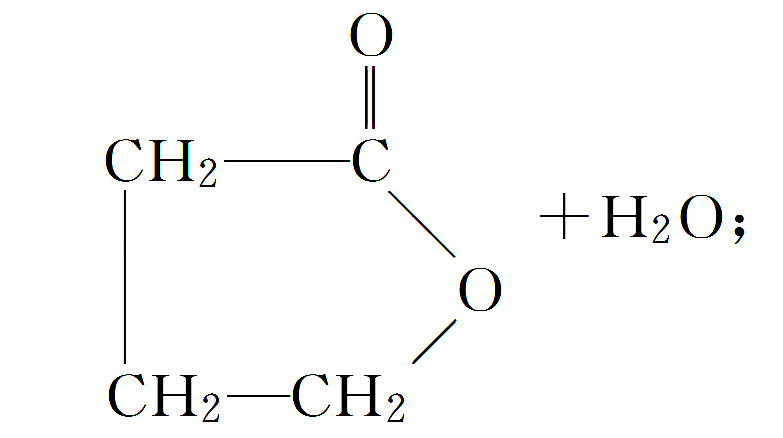 O
CH₂—C
+H₂O;
O
CH₂—CH₂